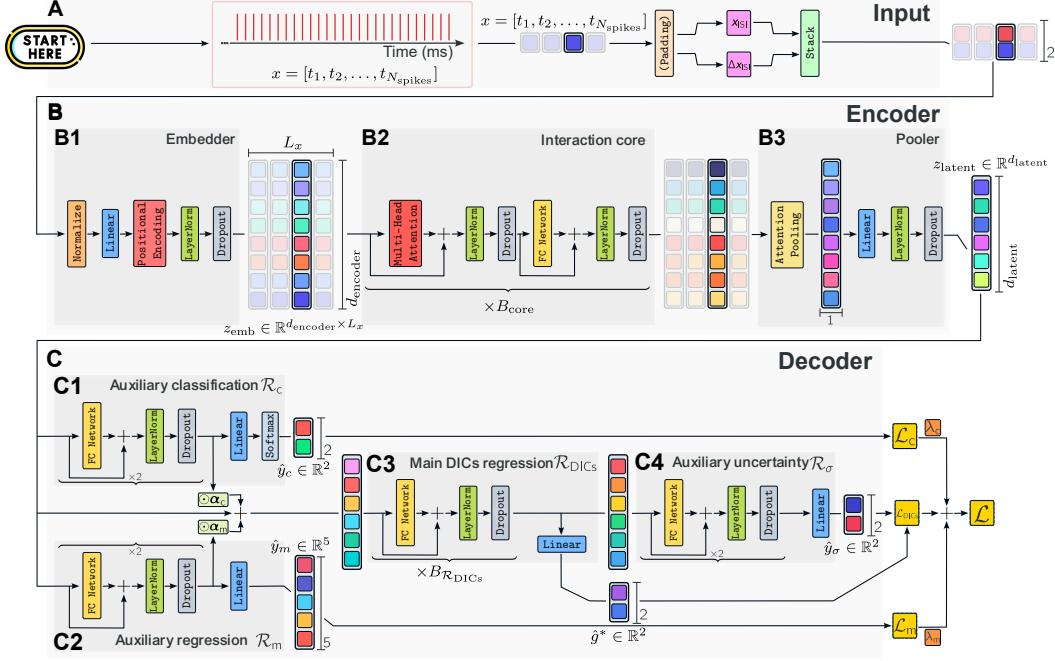 A
Input
START
HERE
...
Time (ms)
x = [t1, t2, . . . , tNspikes]
x = [t1, t2, . . . , tNspikes]
(Padding)
xISI
ΔxISI
Stack
2
B
Encoder
B1
Embedder
Normalize
Linear
Positional
Encoding
LayerNorm
Dropout
Lx
dencoder
zemb ∈ ℝ^dencoder×Lx
B2
Interaction core
Multi-Head
Attention
LayerNorm
Dropout
FC Network
LayerNorm
Dropout
×Bcore
B3
Pooler
Attention
Pooling
1
Linear
LayerNorm
Dropout
zlatent ∈ ℝ^dlatent
dlatent
C
Decoder
C1
Auxiliary classification ℛc
FC Network
LayerNorm
Dropout
×2
Linear
Softmax
2
ŷc ∈ ℝ²
⊙αc
⊙αm
×2
FC Network
LayerNorm
Dropout
Linear
C2
Auxiliary regression ℛm
ŷm ∈ ℝ⁵
5
C3
Main DICs regression ℛDICs
FC Network
LayerNorm
Dropout
×BℛDICs
Linear
ĝ* ∈ ℝ²
2
C4
Auxiliary uncertainty ℛσ
FC Network
LayerNorm
Dropout
×2
Linear
2
ŷσ ∈ ℝ²
ℒc
λc
ℒDICs
ℒ
ℒm
λm